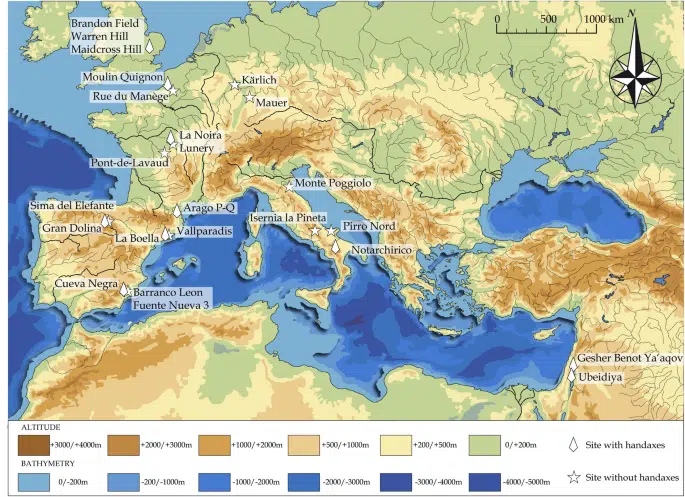 Brandon Field
Warren Hill
Maidcross Hill
0 500 1000 km
N
Moulin Quignon
Rue du Manège
Kärlich
Mauer
La Noira
Lunery
Pont-de-Lavaud
Monte Poggiolo
Sima del Elefante
Gran Dolina
Arago P-Q
La Boella
Vallparadis
Isernia la Pineta
Pirro Nord
Notarchirico
Cueva Negra
Barranco Leon
Fuente Nueva 3
Gesher Benot Ya'aqov
Ubeidiya
ALTITUDE
+3000/+4000m +2000/+3000m +1000/+2000m +500/+1000m +200/+500m 0/+200m Site with handaxes
BATHYMETRY
0/-200m -200/-1000m -1000/-2000m -2000/-3000m -3000/-4000m -4000/-5000m Site without handaxes